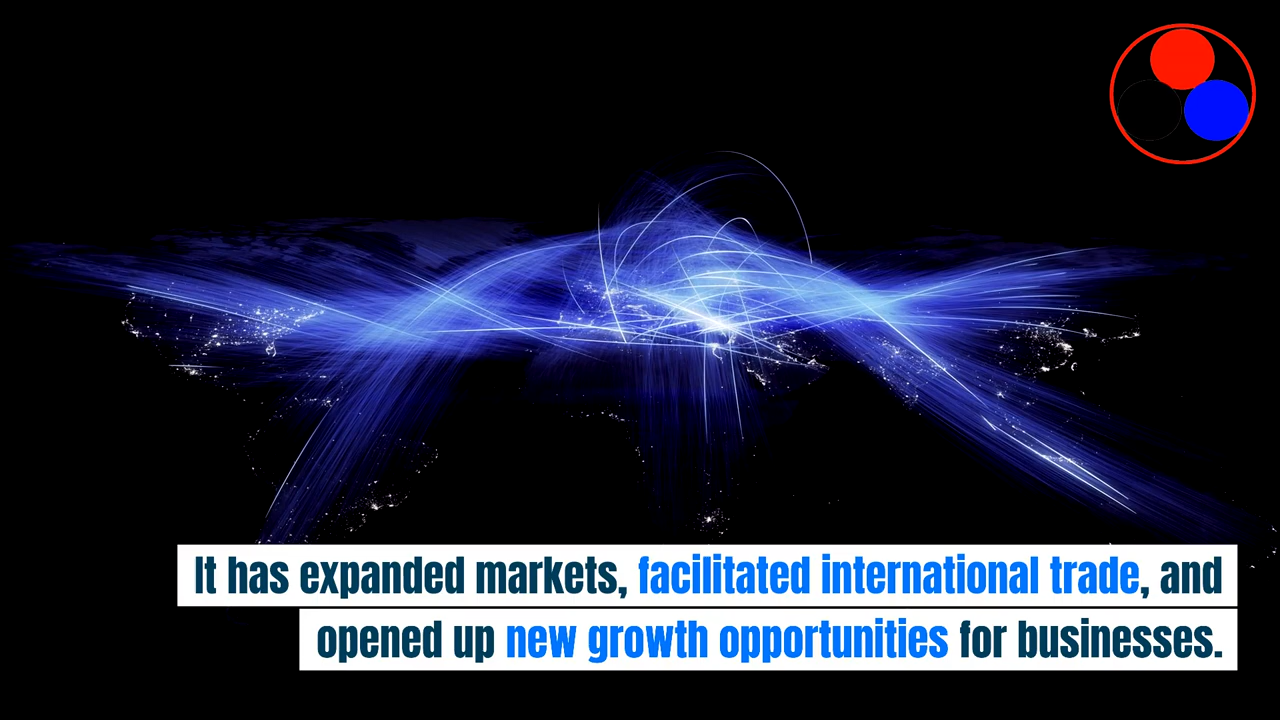 It has expanded markets, facilitated international trade, and
opened up new growth opportunities for businesses.